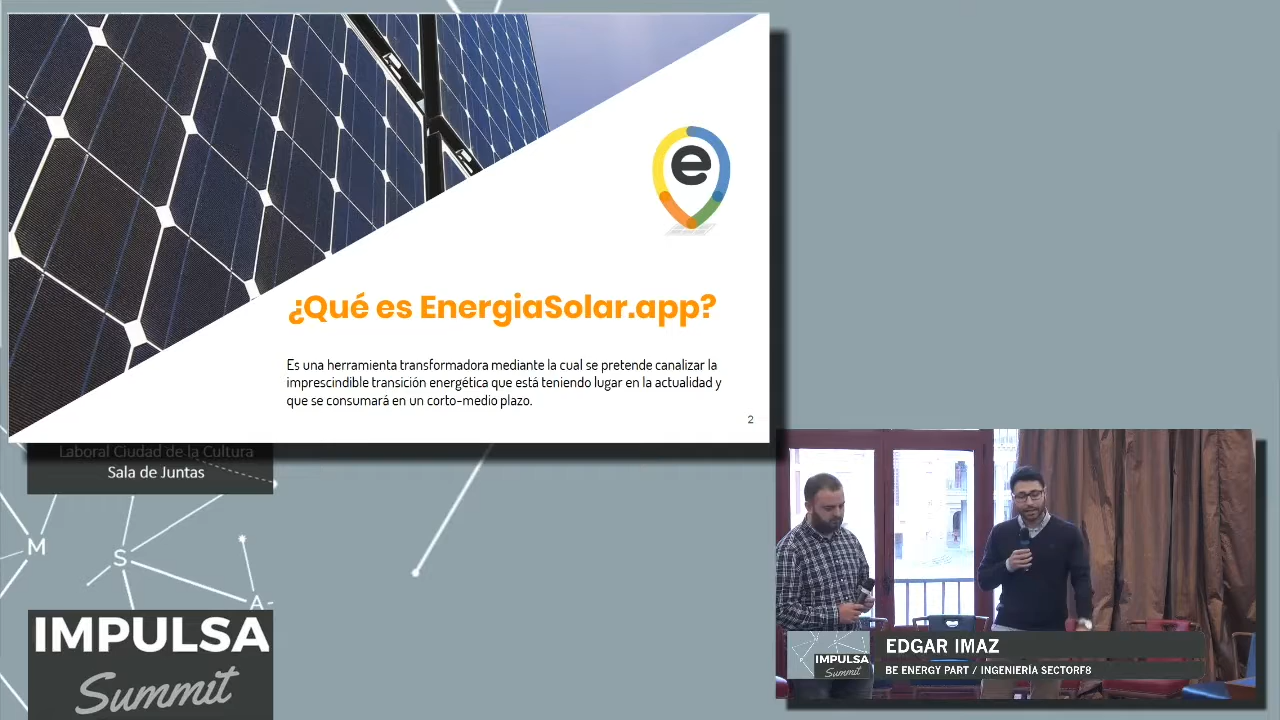 e
¿Qué es EnergiaSolar.app?
Es una herramienta transformadora mediante la cual se pretende canalizar la
imprescindible transición energética que está teniendo lugar en la actualidad y
que se consumará en un corto-medio plazo.
2
Laboral Ciudad de la Cultura
Sala de Juntas
M
S
A
IMPULSA
Summit
IMPULSA
Summit
EDGAR IMAZ
BE ENERGY PART / INGENIERÍA SECTORF8